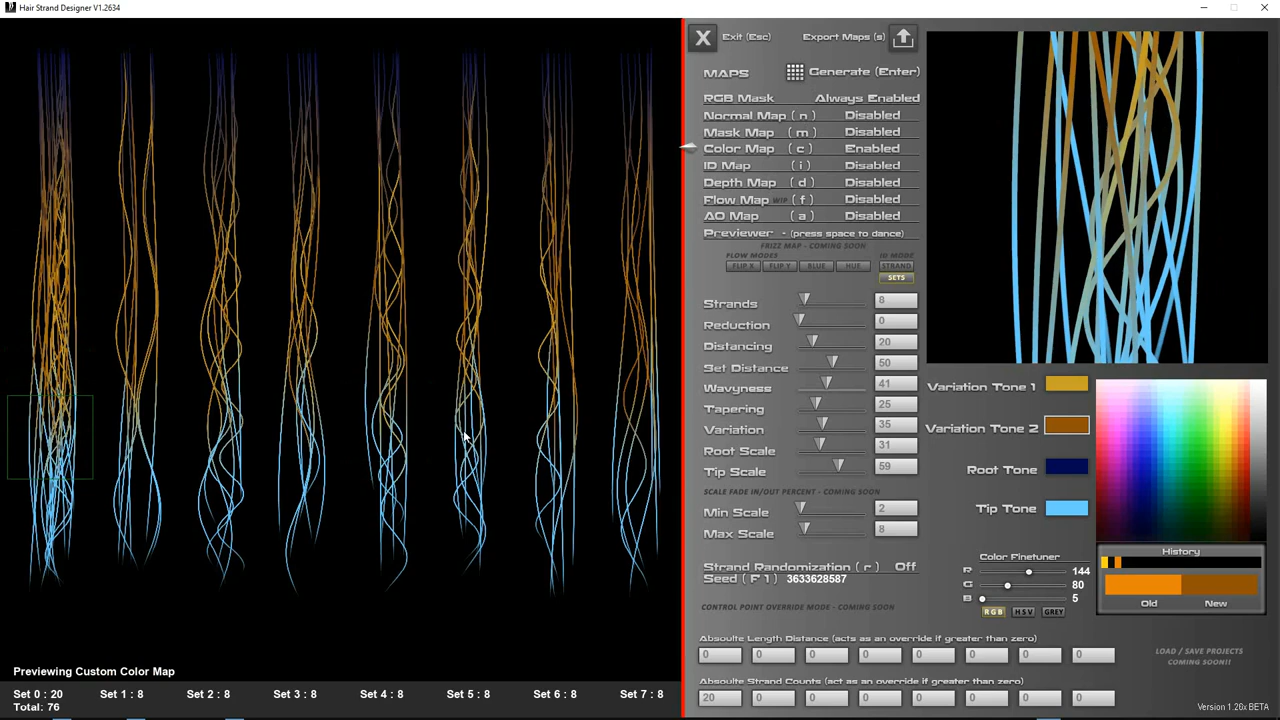 Hair Strand Designer V1.2634
Exit (Esc)
Export Maps (s)
MAPS
Generate (Enter)
RGB Mask Always Enabled
Normal Map ( n ) Disabled
Mask Map ( m ) Disabled
Color Map ( c ) Enabled
ID Map ( i ) Disabled
Depth Map ( d ) Disabled
Flow Map WIP ( f ) Disabled
AO Map ( a ) Disabled
Previewer - (press space to dance)
FRIZZ MAP - COMING SOON
FLOW MODES
ID MODE
FLIP X FLIP Y BLUE HUE STRAND
SETS
Strands 8
Reduction 0
Distancing 20
Set Distance 50
Wavyness 41
Tapering 25
Variation 35
Root Scale 31
Tip Scale 59
SCALE FADE IN/OUT PERCENT - COMING SOON
Min Scale 2
Max Scale 8
Strand Randomization ( r ) Off
Seed ( F1 ) 3633628587
CONTROL POINT OVERRIDE MODE - COMING SOON
Variation Tone 1
Variation Tone 2
Root Tone
Tip Tone
Color Finetuner
R 144
G 80
B 5
RGB HSV GREY
History
Old New
Absoulte Length Distance (acts as an override if greater than zero)
0 0 0 0 0 0 0 0
Absoulte Strand Counts (act as an override if greater than zero)
20 0 0 0 0 0 0 0
LOAD / SAVE PROJECTS
COMING SOON!!
Version 1.26x BETA
Previewing Custom Color Map
Set 0 : 20 Set 1 : 8 Set 2 : 8 Set 3 : 8 Set 4 : 8 Set 5 : 8 Set 6 : 8 Set 7 : 8
Total: 76